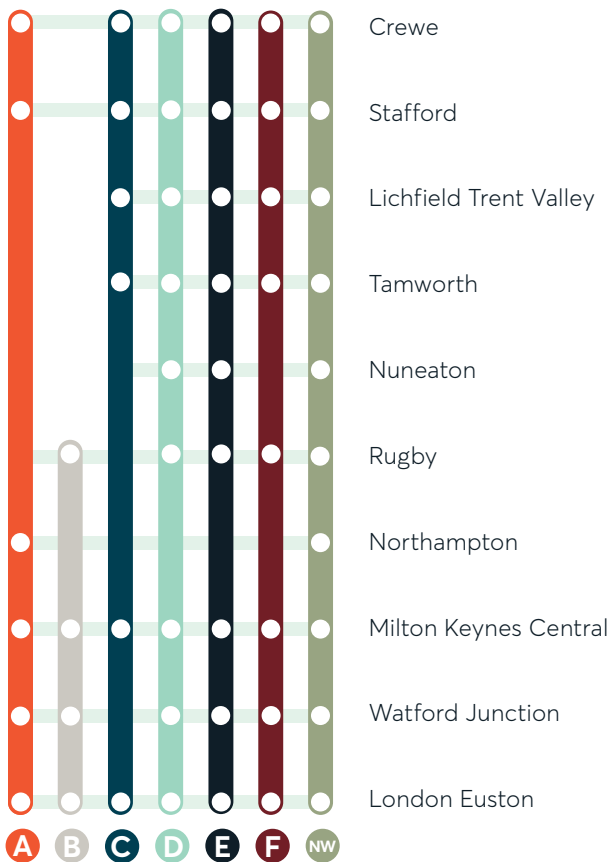 Crewe
Stafford
Lichfield Trent Valley
Tamworth
Nuneaton
Rugby
Northampton
Milton Keynes Central
Watford Junction
London Euston
A B C D E F NW